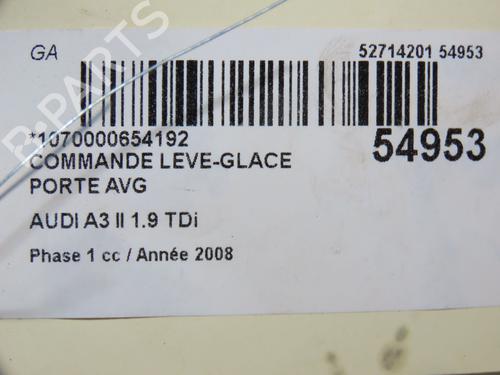 GA
52714201 54953
*1070000654192
54953
COMMANDE LEVE-GLACE
PORTE AVG
AUDI A3 II 1.9 TDi
Phase 1 cc / Année 2008
B-PARTS